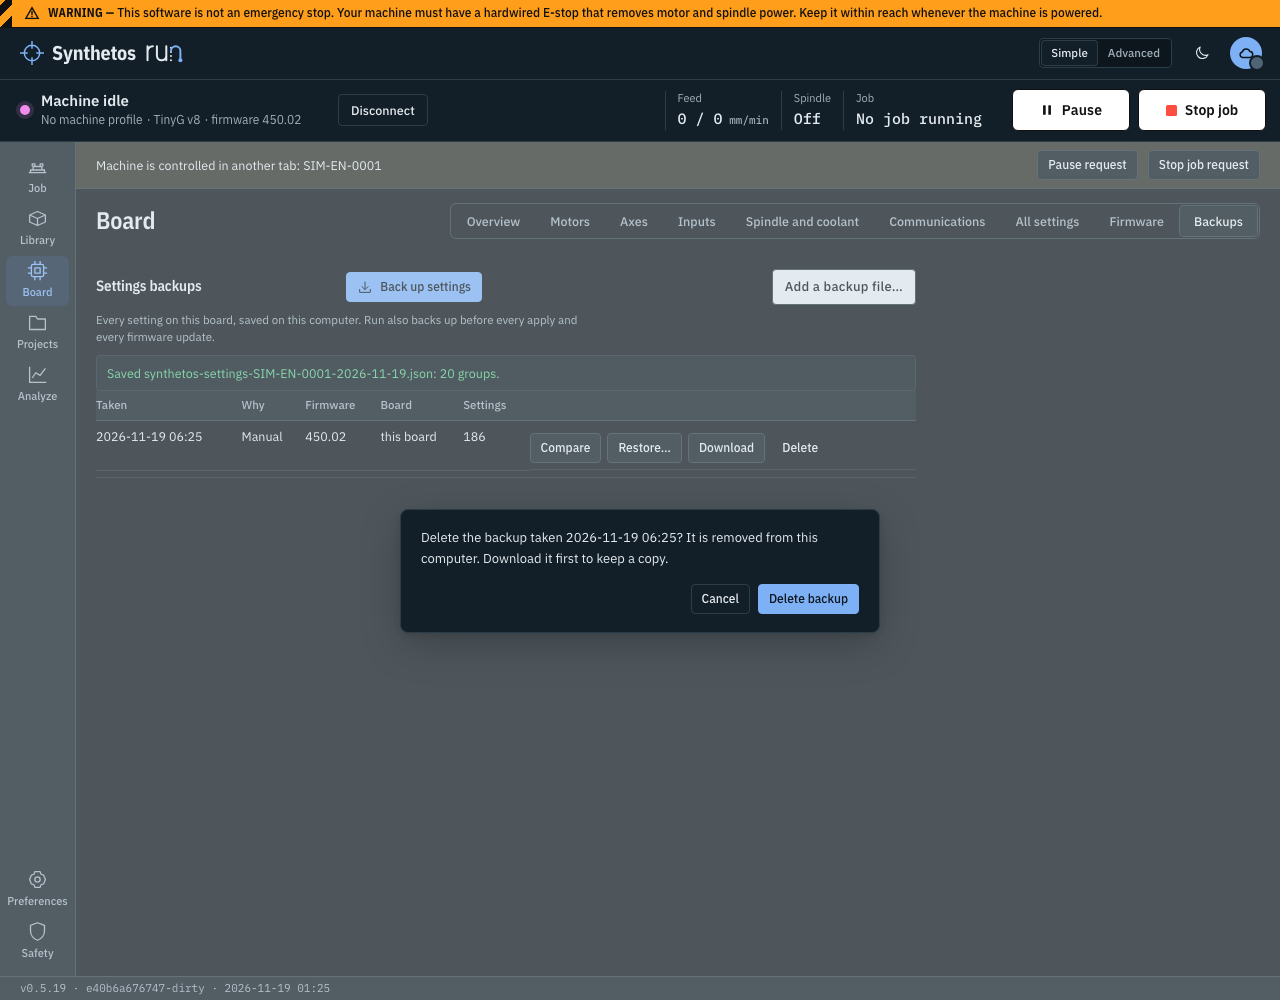 WARNING — This software is not an emergency stop. Your machine must have a hardwired E-stop that removes motor and spindle power. Keep it within reach whenever the machine is powered.
Synthetos run
Simple
Advanced
Machine idle
No machine profile · TinyG v8 · firmware 450.02
Disconnect
Feed
0 / 0 mm/min
Spindle
Off
Job
No job running
Pause
Stop job
Machine is controlled in another tab: SIM-EN-0001
Pause request
Stop job request
Job
Library
Board
Projects
Analyze
Preferences
Safety
Board
Overview
Motors
Axes
Inputs
Spindle and coolant
Communications
All settings
Firmware
Backups
Settings backups
Back up settings
Add a backup file...
Every setting on this board, saved on this computer. Run also backs up before every apply and
every firmware update.
Saved synthetos-settings-SIM-EN-0001-2026-11-19.json: 20 groups.
Taken Why Firmware Board Settings
2026-11-19 06:25 Manual 450.02 this board 186 Compare Restore... Download Delete
Delete the backup taken 2026-11-19 06:25? It is removed from this
computer. Download it first to keep a copy.
Cancel
Delete backup
v0.5.19 · e40b6a676747-dirty · 2026-11-19 01:25